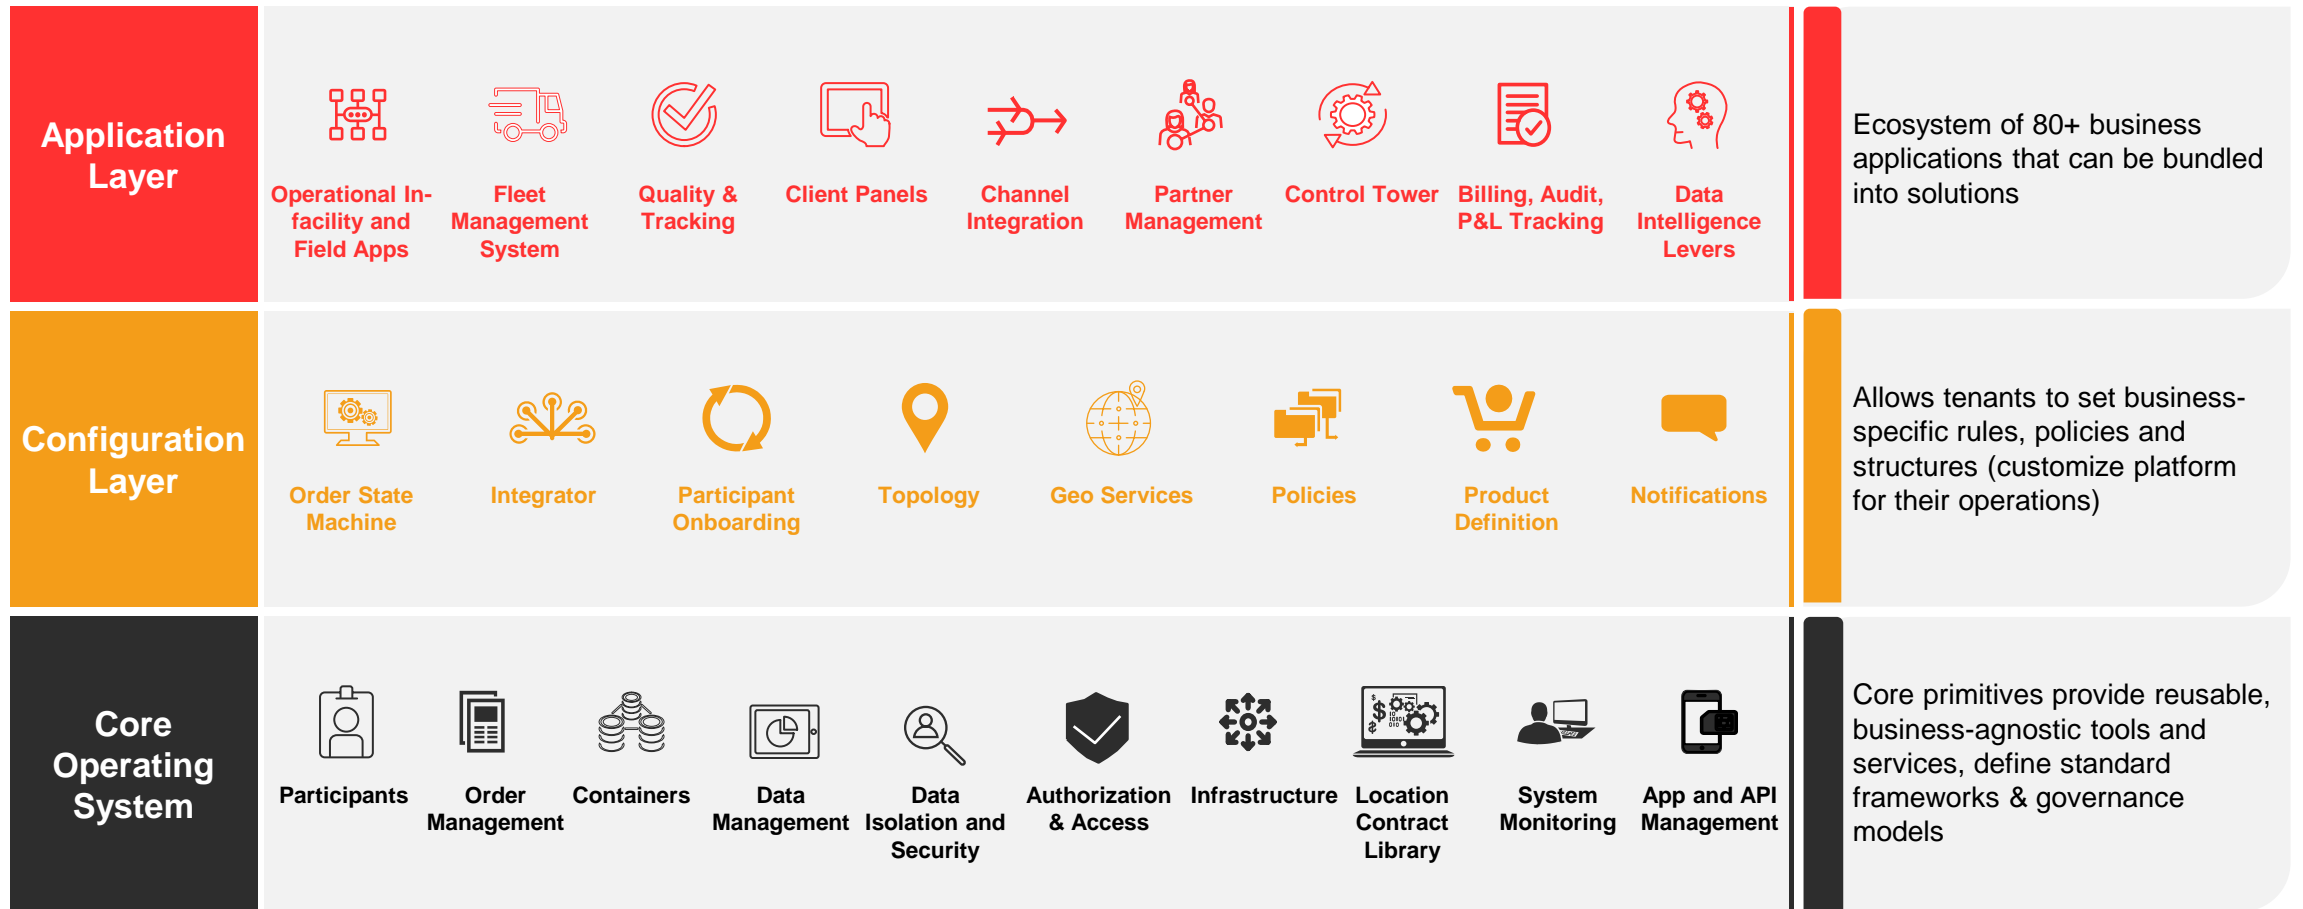 Application
Layer
Operational In-
facility and
Field Apps
Fleet
Management
System
Quality &
Tracking
Client Panels
Channel
Integration
Partner
Management
Control Tower
Billing, Audit,
P&L Tracking
Data
Intelligence
Levers
Ecosystem of 80+ business
applications that can be bundled
into solutions
Configuration
Layer
Order State
Machine
Integrator
Participant
Onboarding
Topology
Geo Services
Policies
Product
Definition
Notifications
Allows tenants to set business-
specific rules, policies and
structures (customize platform
for their operations)
Core
Operating
System
Participants
Order
Management
Containers
Data
Management
Data
Isolation and
Security
Authorization
& Access
Infrastructure
Location
Contract
Library
System
Monitoring
App and API
Management
Core primitives provide reusable,
business-agnostic tools and
services, define standard
frameworks & governance
models